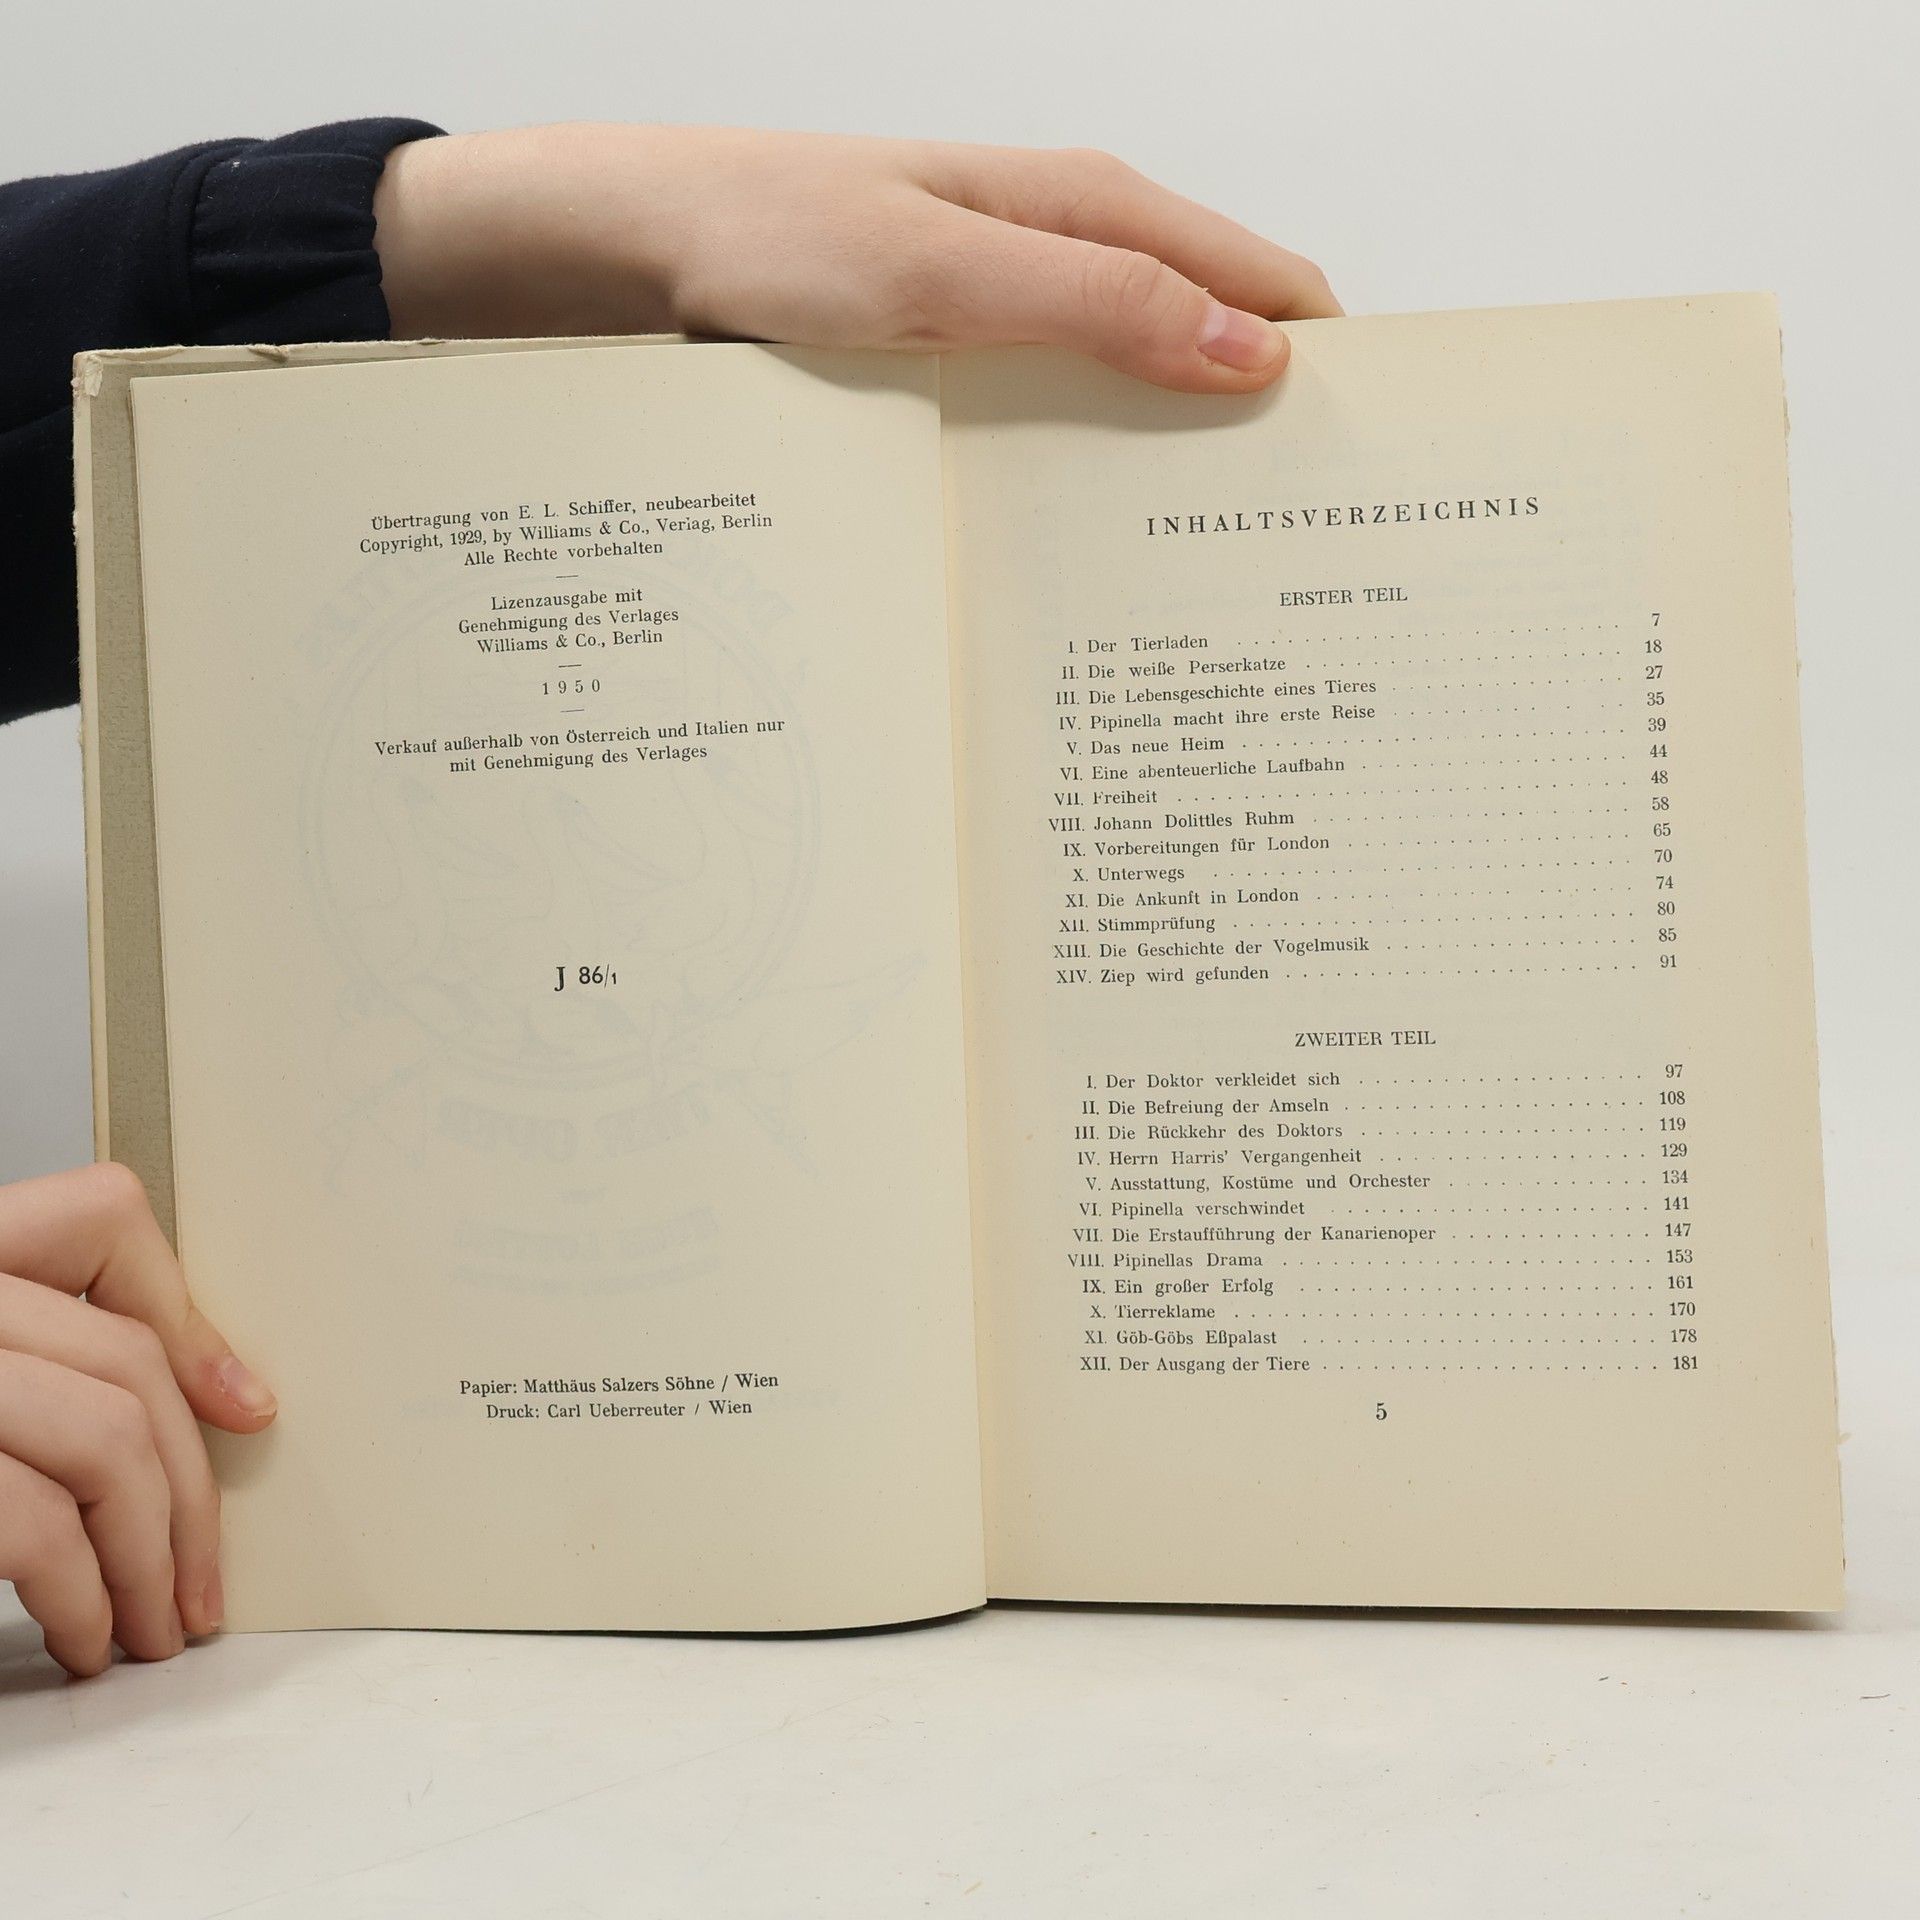 Übertragung von E. L. Schiffer, neubearbeitet
Copyright, 1929, by Williams & Co., Verlag, Berlin
Alle Rechte vorbehalten
Lizenzausgabe mit
Genehmigung des Verlages
Williams & Co., Berlin
1950
Verkauf außerhalb von Österreich und Italien nur
mit Genehmigung des Verlages
J 86/1
Papier: Matthäus Salzers Söhne / Wien
Druck: Carl Ueberreuter / Wien
INHALTSVERZEICHNIS
ERSTER TEIL
I. Der Tierladen . . . . . . . . . . . . . . . . . . 7
II. Die weiße Perserkatze . . . . . . . . . . . . . . . 18
III. Die Lebensgeschichte eines Tieres . . . . . . . . . . . 27
IV. Pipinella macht ihre erste Reise . . . . . . . . . . . 35
V. Das neue Heim . . . . . . . . . . . . . . . . . . 39
VI. Eine abenteuerliche Laufbahn . . . . . . . . . . . . . 44
VII. Freiheit . . . . . . . . . . . . . . . . . . . . . 48
VIII. Johann Dolittles Ruhm . . . . . . . . . . . . . . . 58
IX. Vorbereitungen für London . . . . . . . . . . . . . 65
X. Unterwegs . . . . . . . . . . . . . . . . . . . 70
XI. Die Ankunft in London . . . . . . . . . . . . . . . 74
XII. Stimmprüfung . . . . . . . . . . . . . . . . . . . 80
XIII. Die Geschichte der Vogelmusik . . . . . . . . . . . . 85
XIV. Ziep wird gefunden . . . . . . . . . . . . . . . . . 91
ZWEITER TEIL
I. Der Doktor verkleidet sich . . . . . . . . . . . . . . 97
II. Die Befreiung der Amseln . . . . . . . . . . . . . . 108
III. Die Rückkehr des Doktors . . . . . . . . . . . . . . 119
IV. Herrn Harris' Vergangenheit . . . . . . . . . . . . . 129
V. Ausstattung, Kostüme und Orchester . . . . . . . . . . 134
VI. Pipinella verschwindet . . . . . . . . . . . . . . . 141
VII. Die Erstaufführung der Kanarienoper . . . . . . . . . . 147
VIII. Pipinellas Drama . . . . . . . . . . . . . . . . . . 153
IX. Ein großer Erfolg . . . . . . . . . . . . . . . . . 161
X. Tierreklame . . . . . . . . . . . . . . . . . . . . 170
XI. Göb-Göbs Eßpalast . . . . . . . . . . . . . . . . . 178
XII. Der Ausgang der Tiere . . . . . . . . . . . . . . . . 181
5